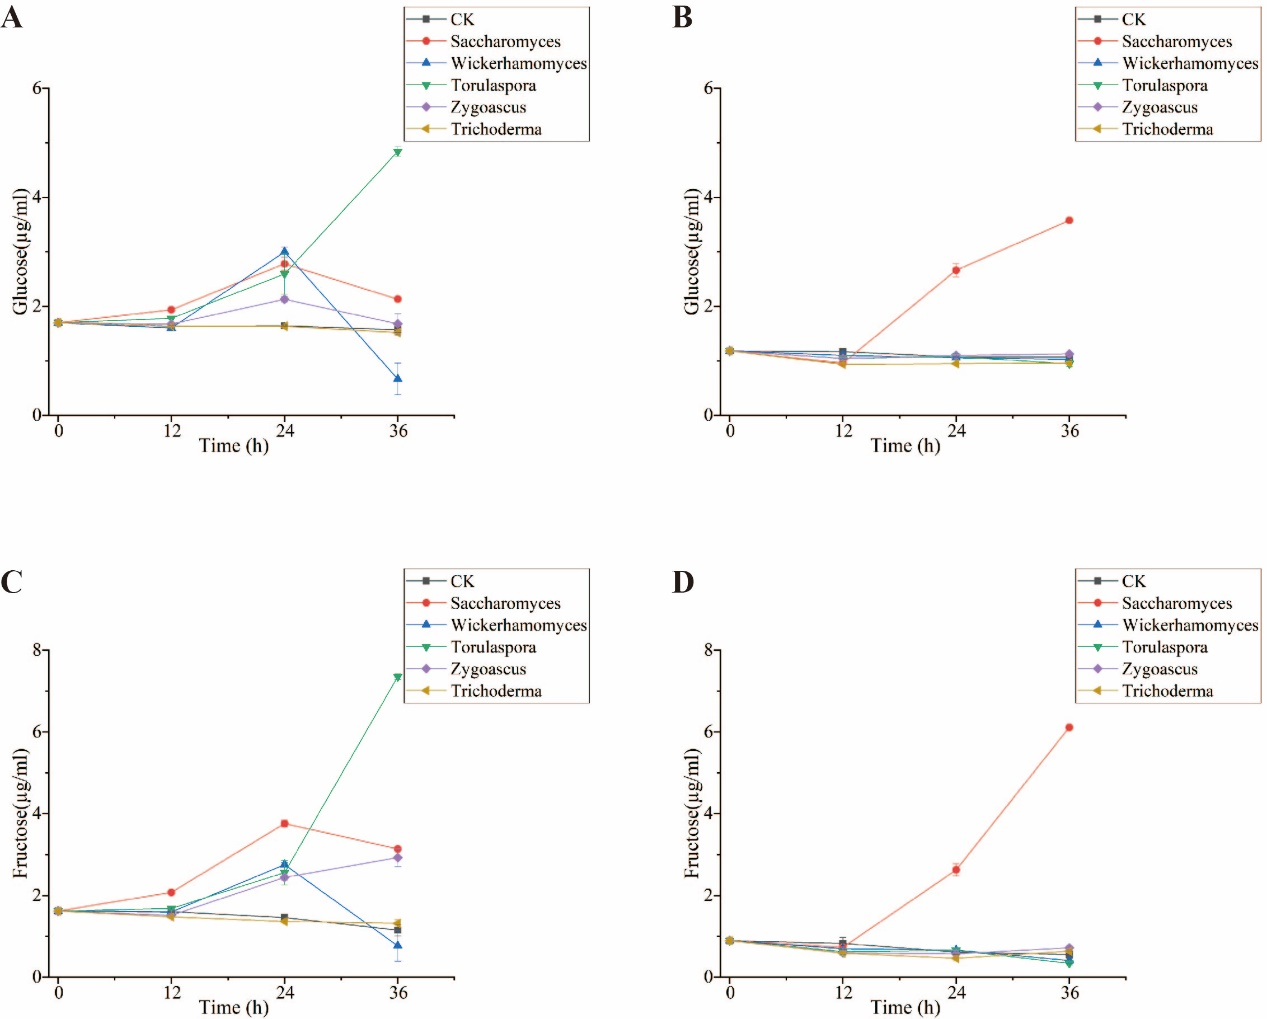 A
CK
Saccharomyces
Wickerhamomyces
Torulaspora
Zygoascus
Trichoderma
6
4
2
0
Glucose(µg/ml)
0 12 24 36
Time (h)
B
CK
Saccharomyces
Wickerhamomyces
Torulaspora
Zygoascus
Trichoderma
6
4
2
0
Glucose(µg/ml)
0 12 24 36
Time (h)
C
CK
Saccharomyces
Wickerhamomyces
Torulaspora
Zygoascus
Trichoderma
8
6
4
2
0
Fructose(µg/ml)
0 12 24 36
Time (h)
D
CK
Saccharomyces
Wickerhamomyces
Torulaspora
Zygoascus
Trichoderma
8
6
4
2
0
Fructose(µg/ml)
0 12 24 36
Time (h)